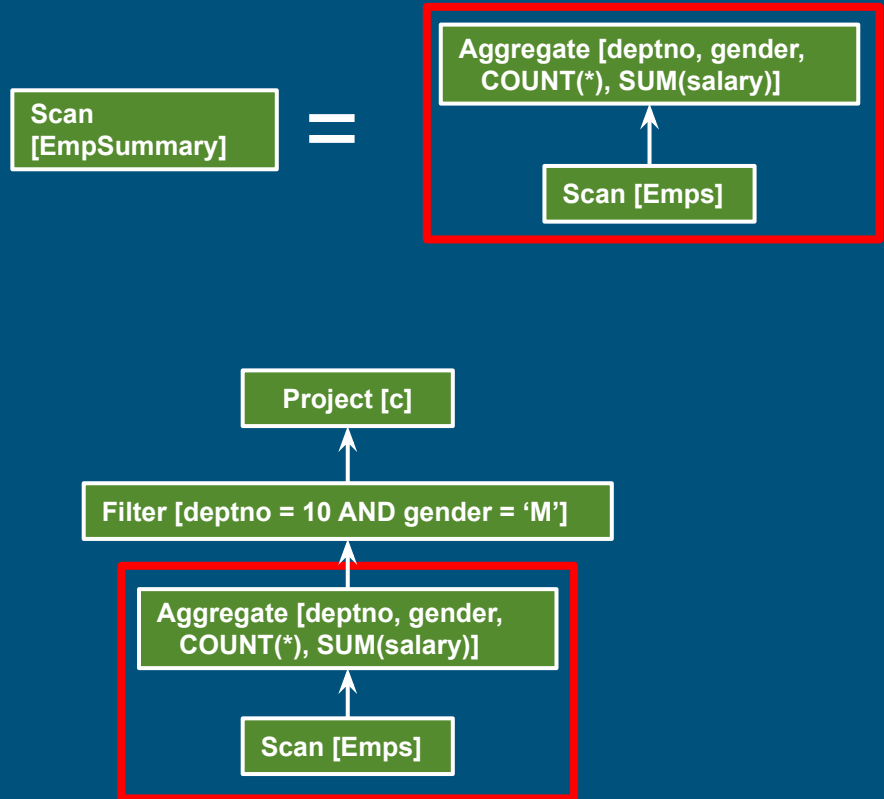 Scan
[EmpSummary]
=
Aggregate [deptno, gender,
COUNT(*), SUM(salary)]
Scan [Emps]
Project [c]
Filter [deptno = 10 AND gender = ‘M’]
Aggregate [deptno, gender,
COUNT(*), SUM(salary)]
Scan [Emps]